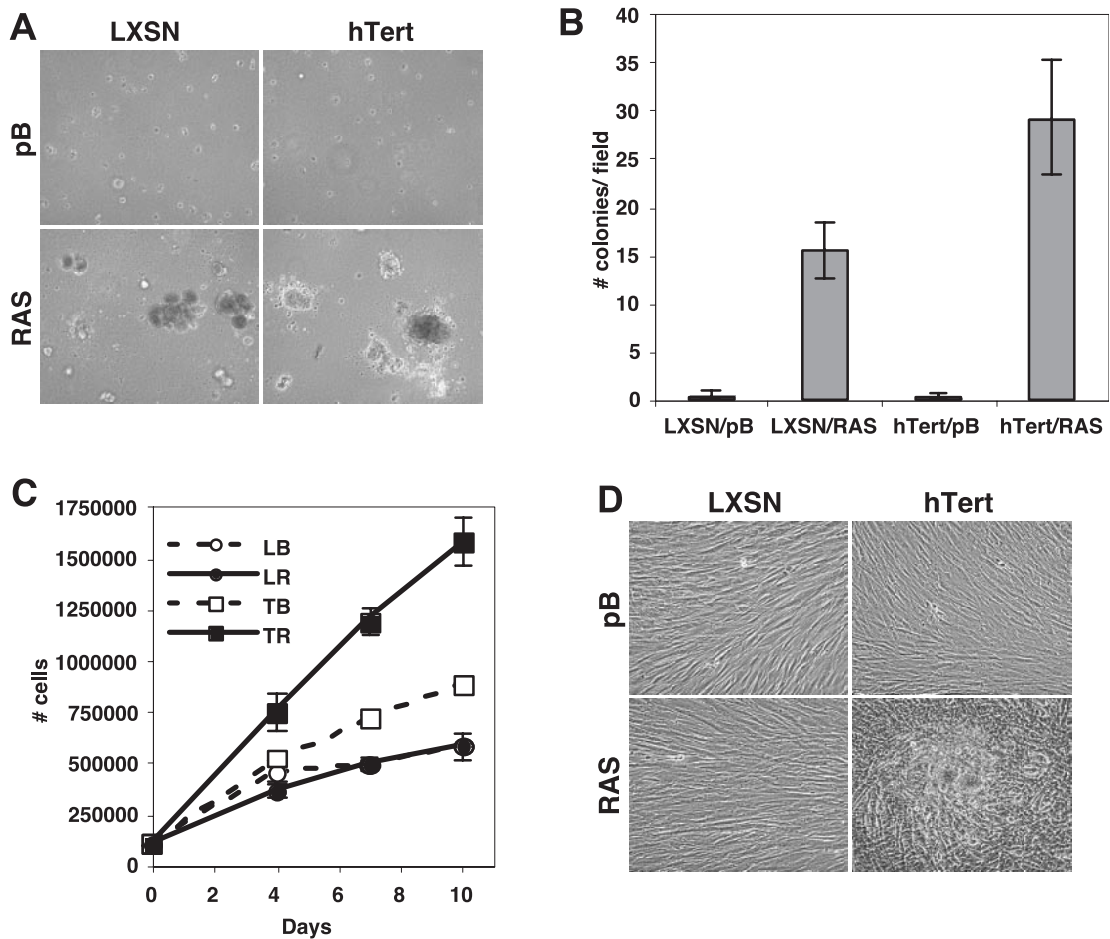 A
LXSN hTert
pB
RAS
B
# colonies/ field
40
35
30
25
20
15
10
5
0
LXSN/pB LXSN/RAS hTert/pB hTert/RAS
C
# cells
1750000
1500000
1250000
1000000
750000
500000
250000
0
LB
LR
TB
TR
0 2 4 6 8 10
Days
D
LXSN hTert
pB
RAS